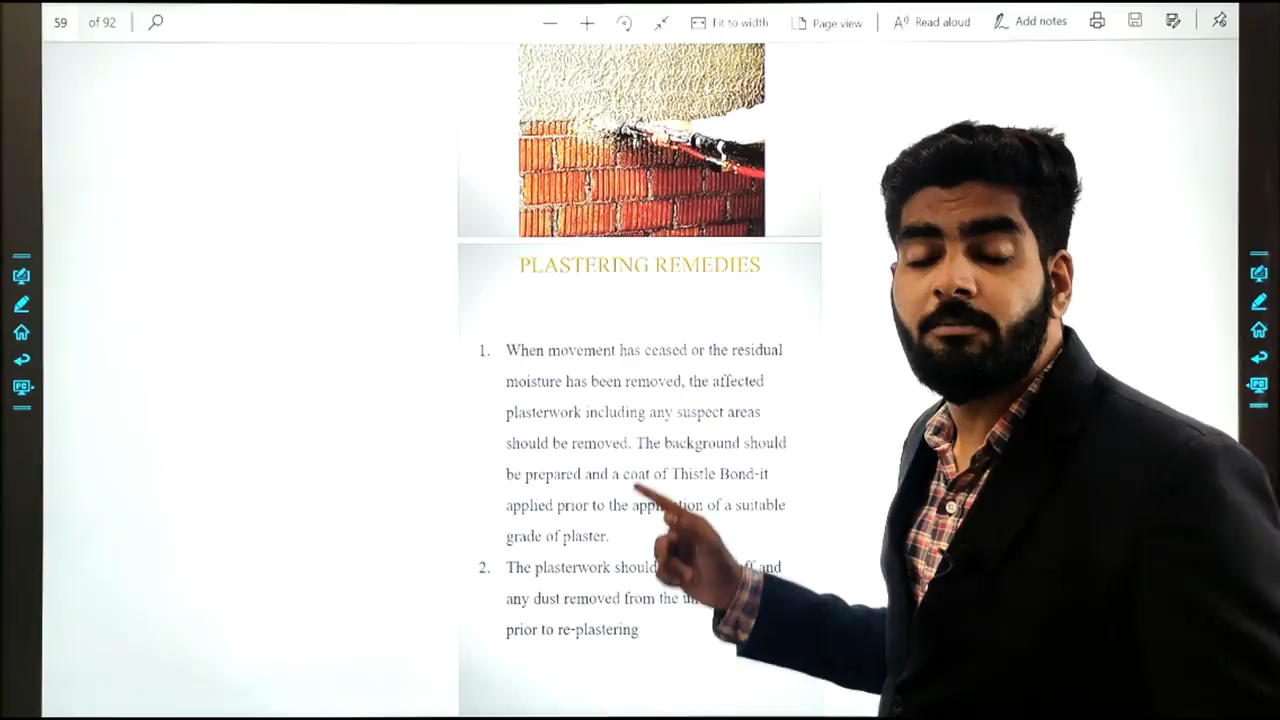 59 of 92 Fit to width Page view Read aloud Add notes
PLASTERING REMEDIES
1. When movement has ceased or the residual
moisture has been removed, the affected
plasterwork including any suspect areas
should be removed. The background should
be prepared and a coat of Thistle Bond-it
applied prior to the application of a suitable
grade of plaster.
2. The plasterwork should and
any dust removed from the
prior to re-plastering
PC
PC